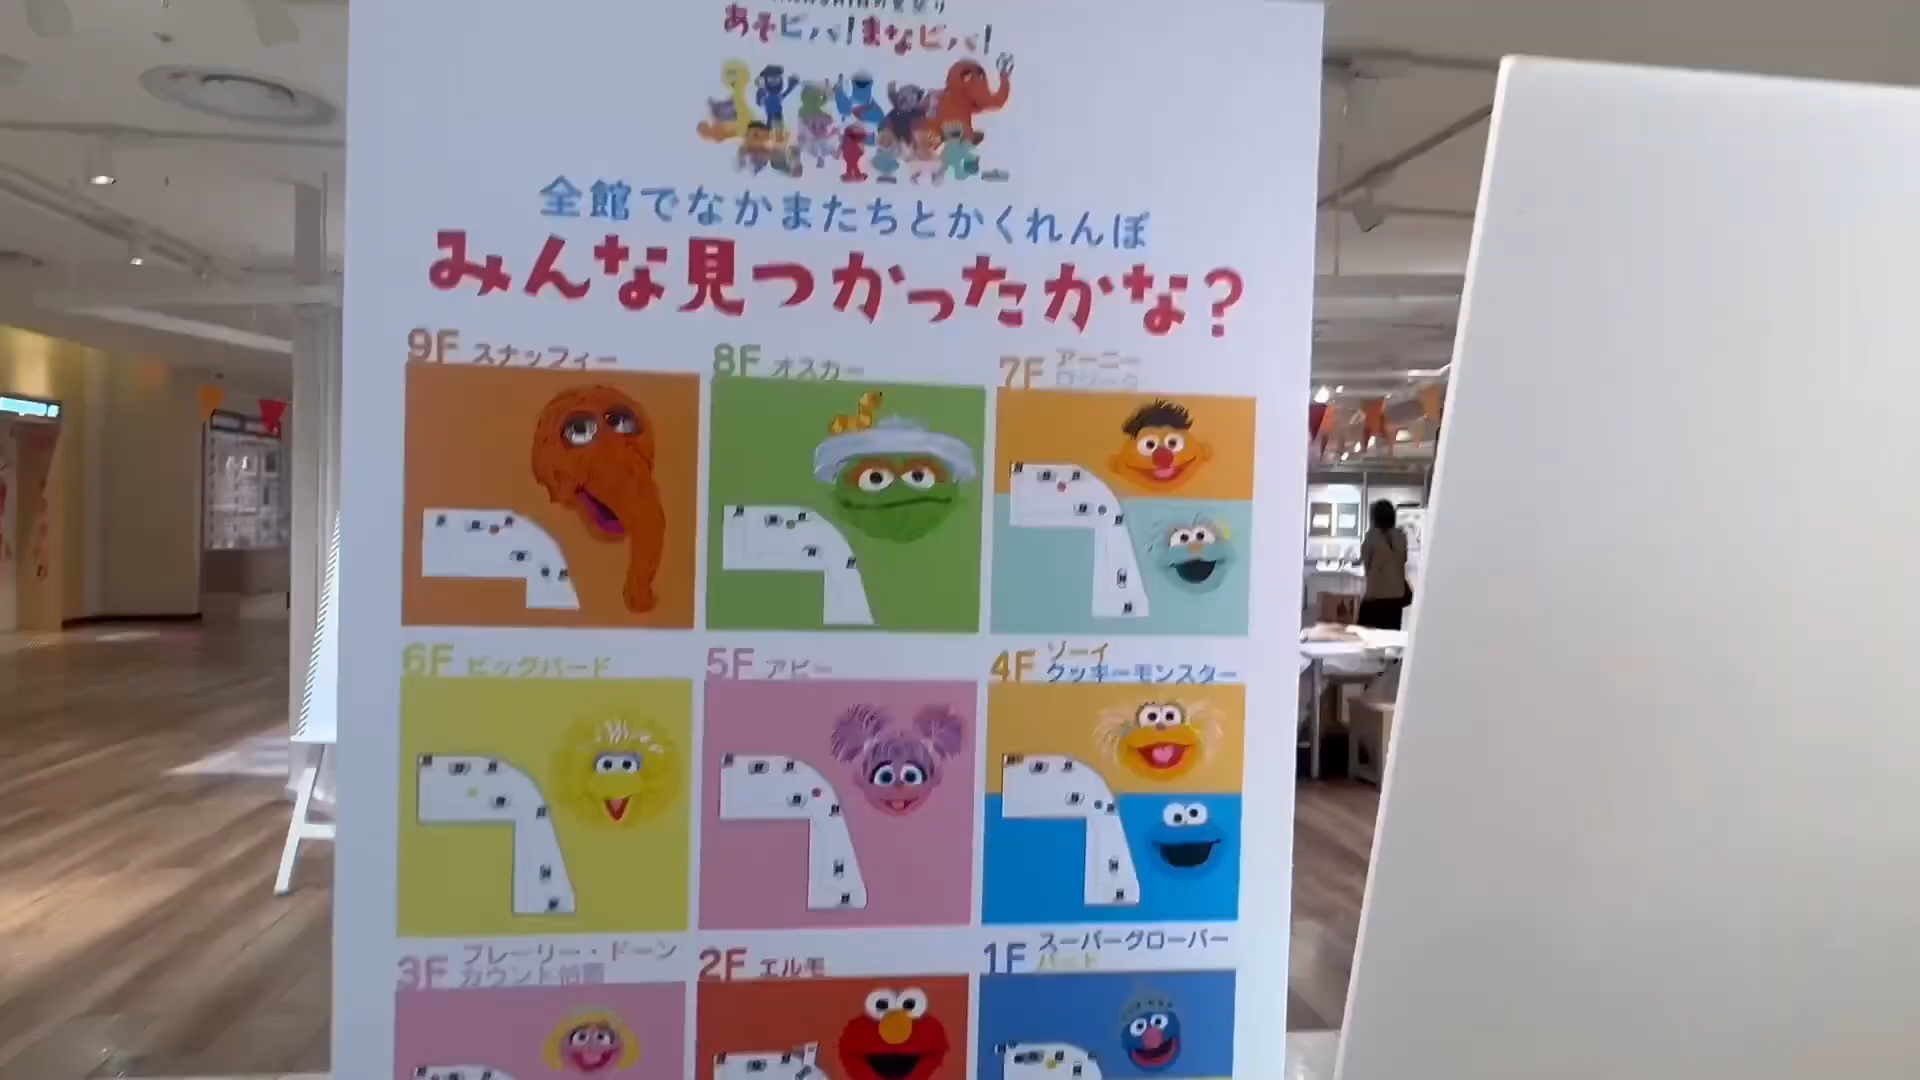 あそビバ!まなビバ!
全館でなかまたちとかくれんぼ
みんな見つかったかな?
9F スナッフィー
8F オスカー
7F アーニー
ロジータ
6F ビッグバード
5F アビー
4F ゾーイ
クッキーモンスター
3F プレーリー・ドーン
カウント伯爵
2F エルモ
1F スーパーグローバー
バート